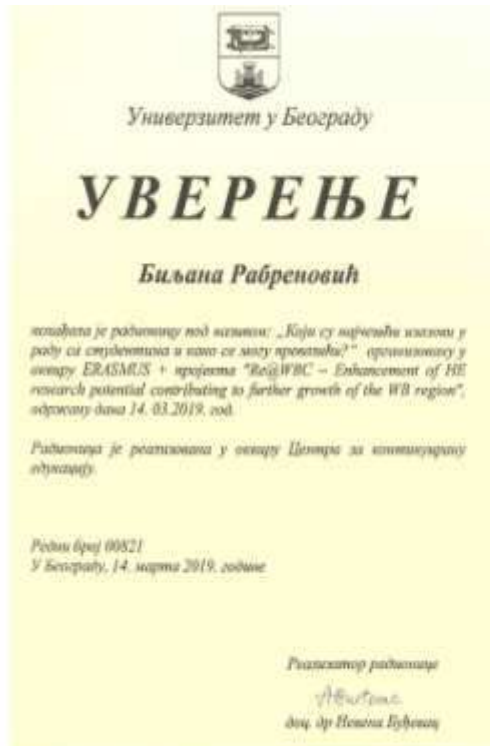 Универзитет у Београду
УВЕРЕЊЕ
Биљана Рабреновић
похађала је радионицу под називом: „Који су најчешћи изазови у
раду са студентима и како се могу превазићи?“ организовану у
оквиру ERASMUS + пројекта "Re@WBC – Enhancement of HE
research potential contributing to further growth of the WB region",
одржану дана 14. 03.2019. год.
Радионица је реализована у оквиру Центра за континуирану
едукацију.
Редни број 00821
У Београду, 14. марта 2019. године
Реализатор радионице
доц. др Невена Буђевац